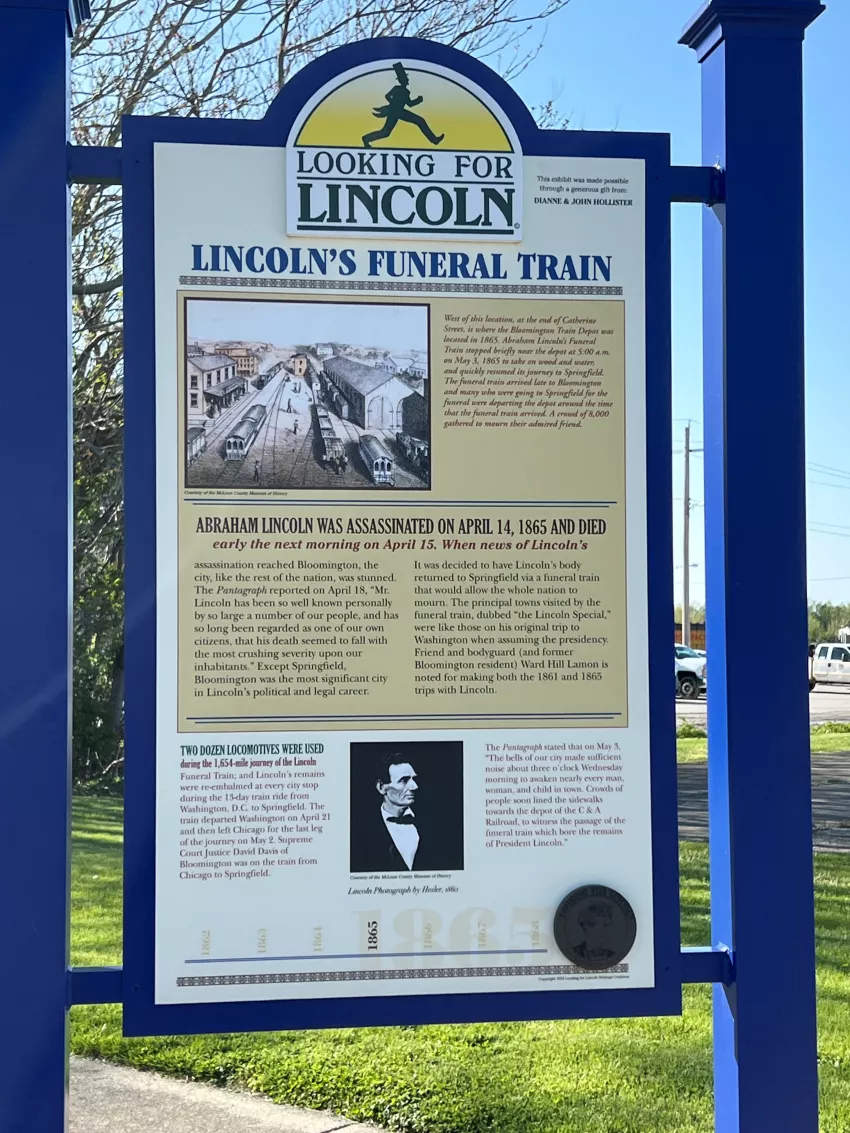 LOOKING FOR
LINCOLN
This exhibit was made possible
through a generous gift from:
DIANNE & JOHN HOLLISTER
LINCOLN'S FUNERAL TRAIN
West of this location, at the end of Catherine
Street, is where the Bloomington Train Depot was
located in 1865. Abraham Lincoln's Funeral
Train stopped briefly near the depot at 5:00 a.m.
on May 3, 1865 to take on wood and water,
and quickly resumed its journey to Springfield.
The funeral train arrived late to Bloomington
and many who were going to Springfield for the
funeral were departing the depot around the time
that the funeral train arrived. A crowd of 8,000
gathered to mourn their admired friend.
Courtesy of the McLean County Museum of History
ABRAHAM LINCOLN WAS ASSASSINATED ON APRIL 14, 1865 AND DIED
early the next morning on April 15. When news of Lincoln's
assassination reached Bloomington, the
city, like the rest of the nation, was stunned.
The Pantagraph reported on April 18, "Mr.
Lincoln has been so well known personally
by so large a number of our people, and has
so long been regarded as one of our own
citizens, that his death seemed to fall with
the most crushing severity upon our
inhabitants." Except Springfield,
Bloomington was the most significant city
in Lincoln's political and legal career.
It was decided to have Lincoln's body
returned to Springfield via a funeral train
that would allow the whole nation to
mourn. The principal towns visited by the
funeral train, dubbed "the Lincoln Special,"
were like those on his original trip to
Washington when assuming the presidency.
Friend and bodyguard (and former
Bloomington resident) Ward Hill Lamon is
noted for making both the 1861 and 1865
trips with Lincoln.
TWO DOZEN LOCOMOTIVES WERE USED
during the 1,654-mile journey of the Lincoln
Funeral Train; and Lincoln's remains
were re-embalmed at every city stop
during the 13-day train ride from
Washington, D.C. to Springfield. The
train departed Washington on April 21
and then left Chicago for the last leg
of the journey on May 2. Supreme
Court Justice David Davis of
Bloomington was on the train from
Chicago to Springfield.
Courtesy of the McLean County Museum of History
Lincoln Photograph by Hesler, 1860
The Pantagraph stated that on May 3,
"The bells of our city made sufficient
noise about three o'clock Wednesday
morning to awaken nearly every man,
woman, and child in town. Crowds of
people soon lined the sidewalks
towards the depot of the C & A
Railroad, to witness the passage of the
funeral train which bore the remains
of President Lincoln."
1862
1863
1864
1865
1865
1866
1867
1868